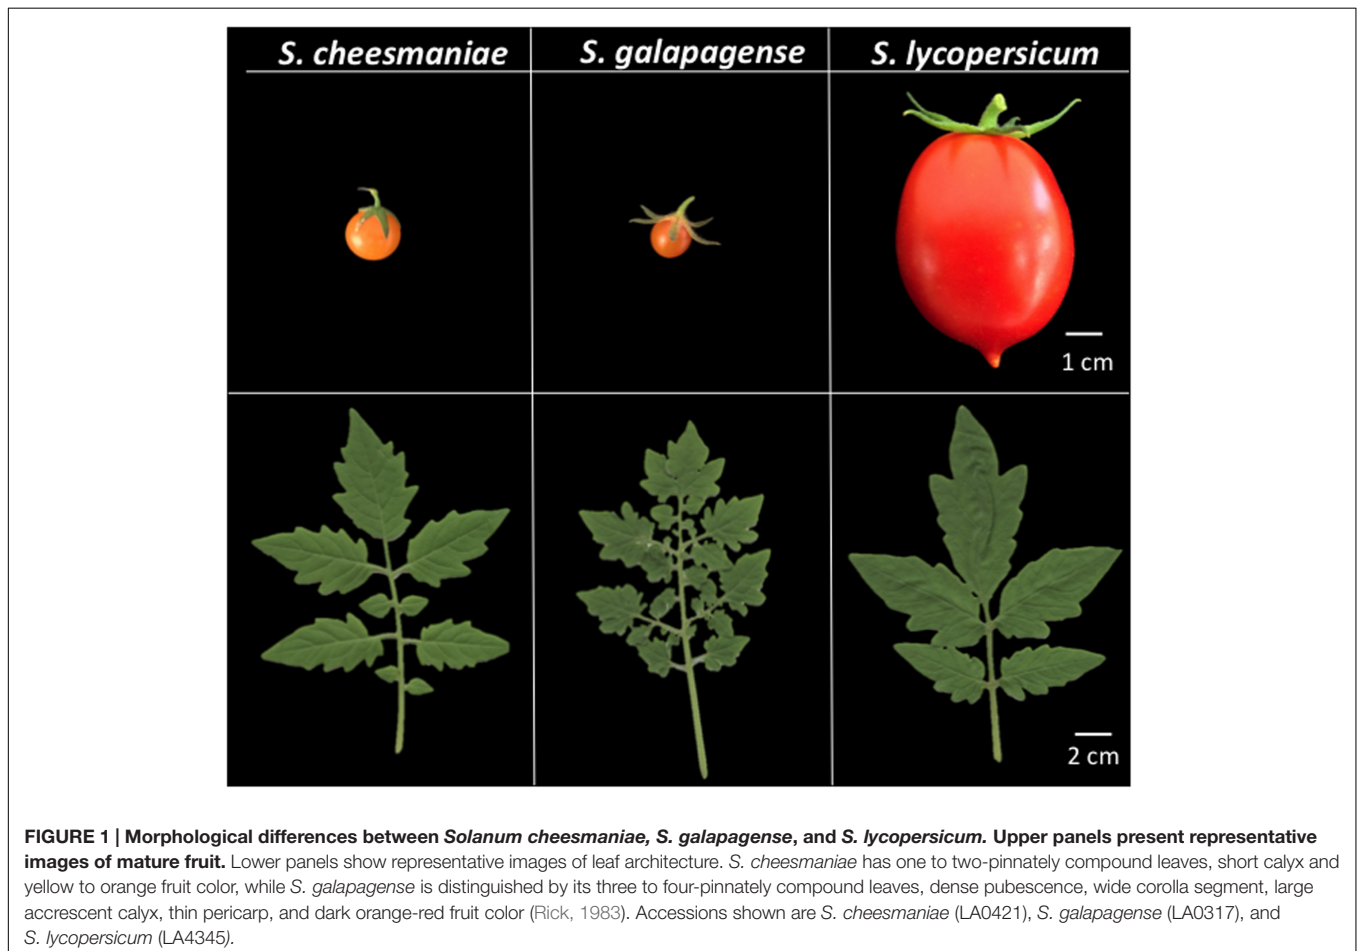 S. cheesmaniae
S. galapagense
S. lycopersicum
1 cm
2 cm
FIGURE 1 | Morphological differences between Solanum cheesmaniae, S. galapagense, and S. lycopersicum. Upper panels present representative
images of mature fruit. Lower panels show representative images of leaf architecture. S. cheesmaniae has one to two-pinnately compound leaves, short calyx and
yellow to orange fruit color, while S. galapagense is distinguished by its three to four-pinnately compound leaves, dense pubescence, wide corolla segment, large
accrescent calyx, thin pericarp, and dark orange-red fruit color (Rick, 1983). Accessions shown are S. cheesmaniae (LA0421), S. galapagense (LA0317), and
S. lycopersicum (LA4345).